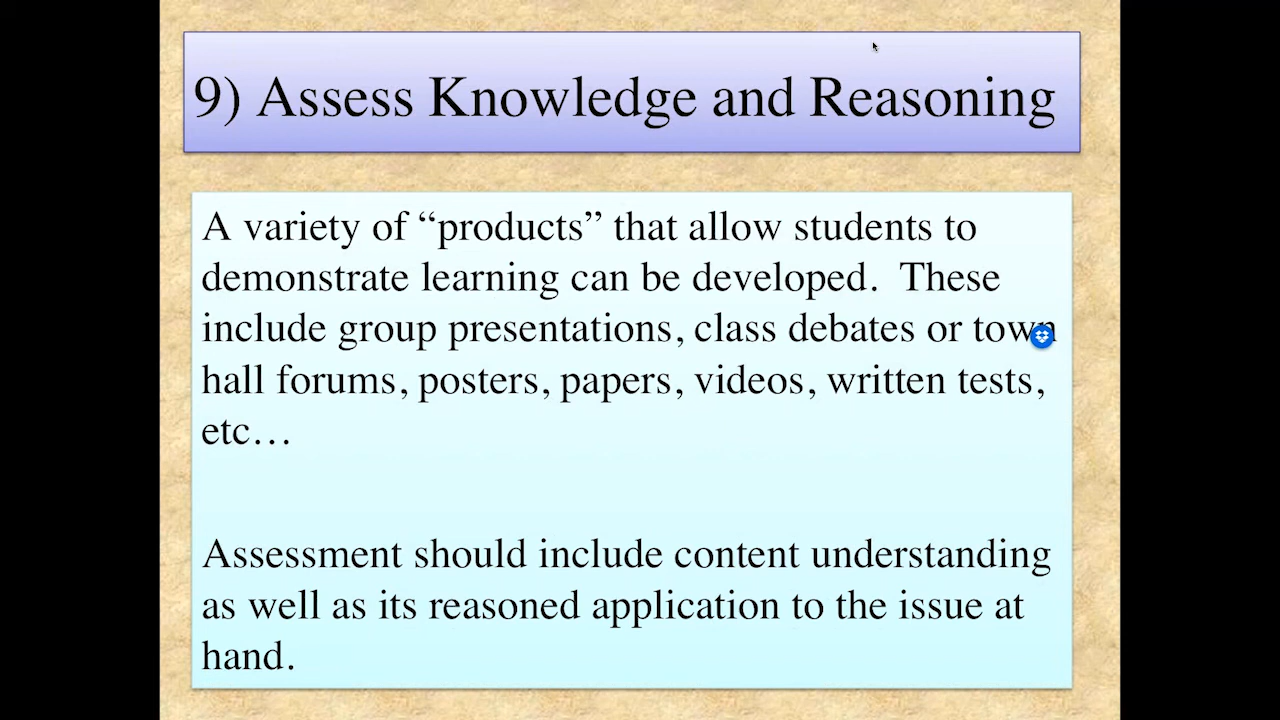 9) Assess Knowledge and Reasoning
A variety of “products” that allow students to
demonstrate learning can be developed.  These
include group presentations, class debates or town
hall forums, posters, papers, videos, written tests,
etc…
Assessment should include content understanding
as well as its reasoned application to the issue at
hand.